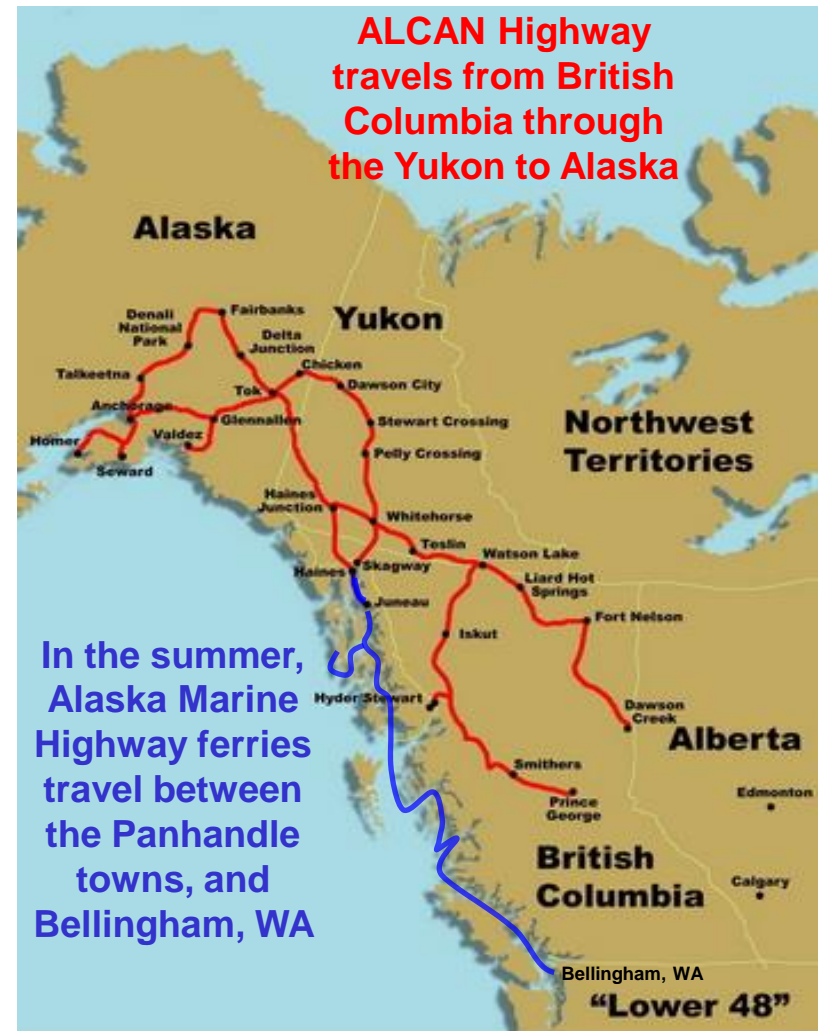 ALCAN Highway
travels from British
Columbia through
the Yukon to Alaska
Alaska
Fairbanks
Yukon
Denali
National
Park
Delta
Junction
Chicken
Talkeetna
Tok
Dawson City
Anchorage
Glennallen
Stewart Crossing
Northwest
Territories
Homer
Valdez
Seward
Pelly Crossing
Haines
Junction
Whitehorse
Teslin
Watson Lake
Haines
Skagway
Liard Hot
Springs
Juneau
Fort Nelson
Iskut
In the summer,
Alaska Marine
Highway ferries
travel between
the Panhandle
towns, and
Bellingham, WA
Hyder
Stewart
Dawson
Creek
Alberta
Smithers
Prince
George
Edmonton
British
Columbia
Calgary
Bellingham, WA
“Lower 48”